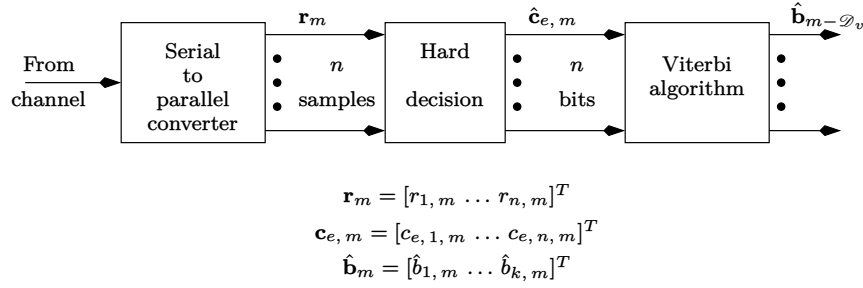 r_m
ĉ_{e, m}
b̂_{m−𝒟_v}
From
channel
Serial
to
parallel
converter
n
samples
Hard
decision
n
bits
Viterbi
algorithm
r_m = [r_{1, m} … r_{n, m}]^T
c_{e, m} = [c_{e, 1, m} … c_{e, n, m}]^T
b̂_m = [b̂_{1, m} … b̂_{k, m}]^T